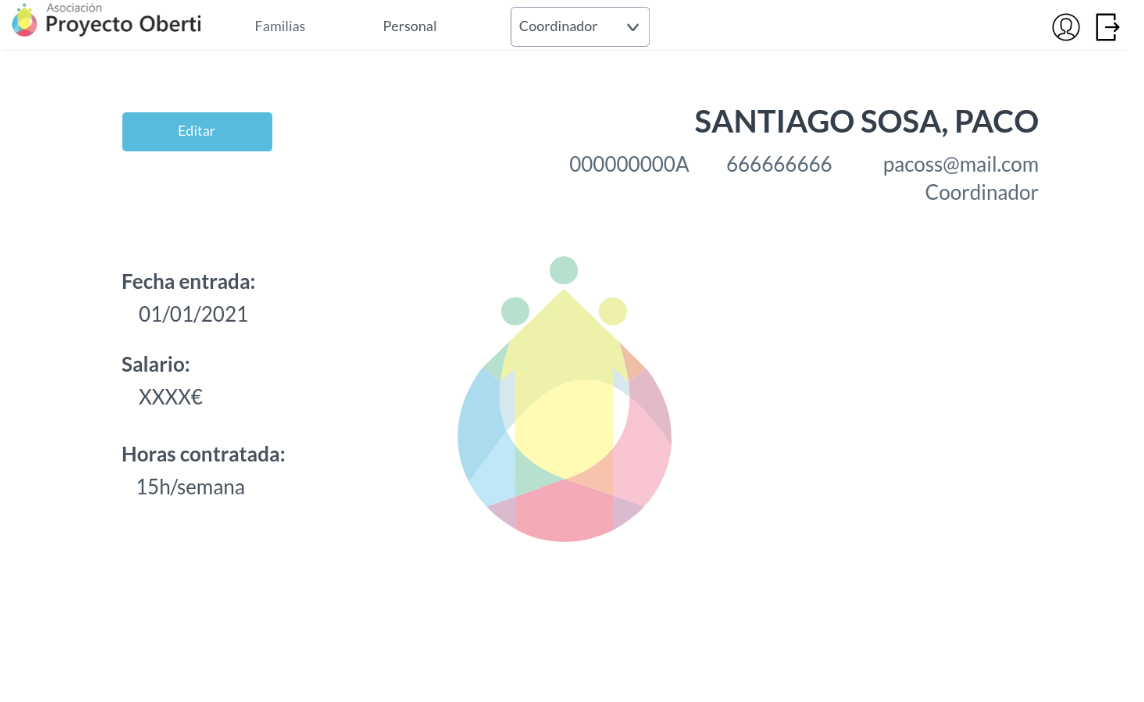 Asociación
Proyecto Oberti
Familias
Personal
Coordinador
Editar
SANTIAGO SOSA, PACO
000000000A 666666666 pacoss@mail.com
Coordinador
Fecha entrada:
01/01/2021
Salario:
XXXX€
Horas contratada:
15h/semana